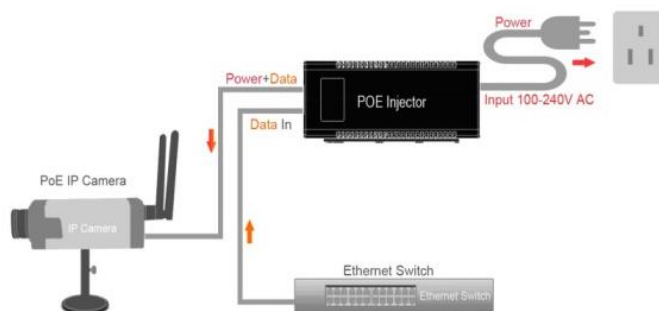 Power
Power+Data
POE Injector
Input 100-240V AC
Data In
PoE IP Camera
IP Camera
Ethernet Switch
Ethernet Switch